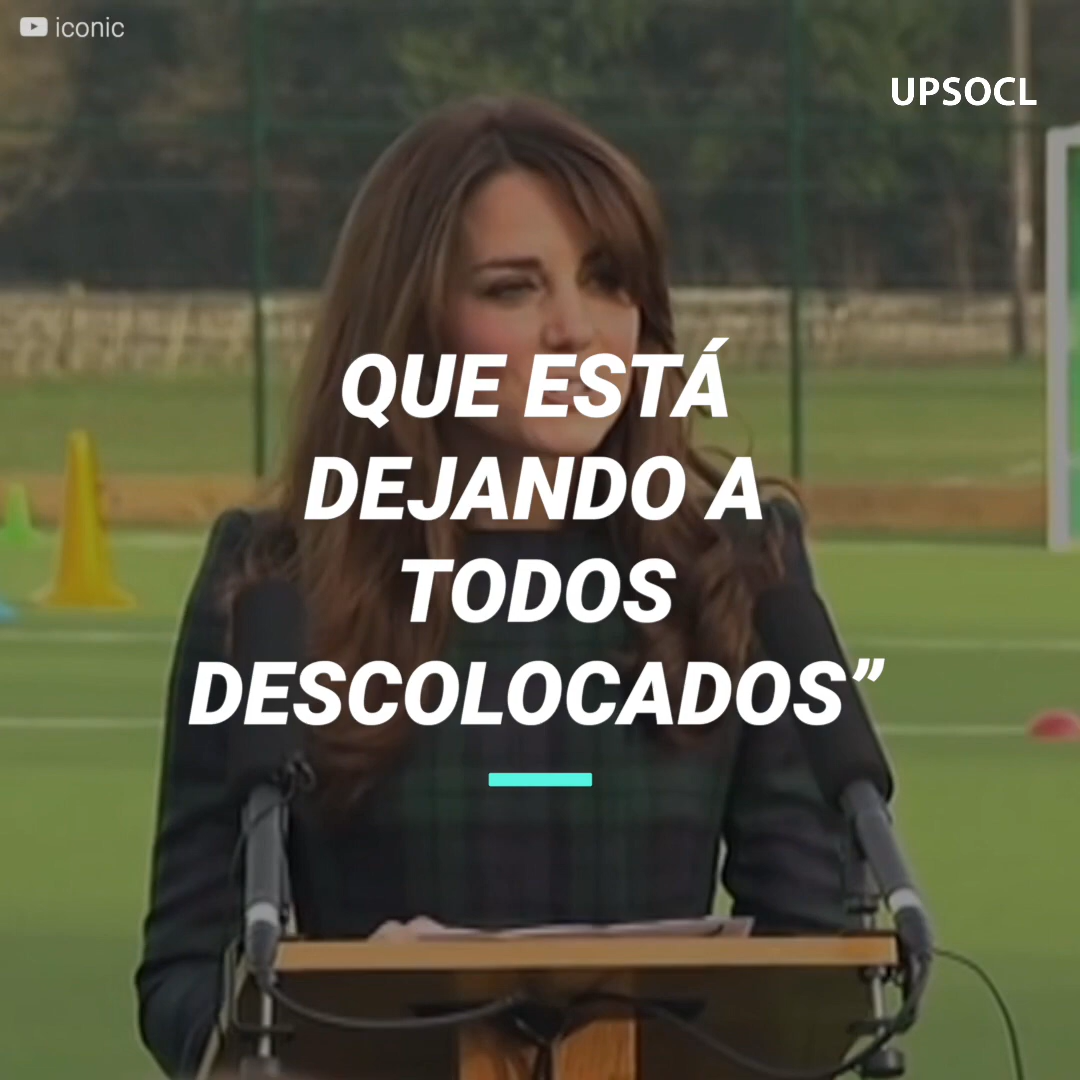 iconic
UPSOCL
QUE ESTÁ
DEJANDO A
TODOS
DESCOLOCADOS”